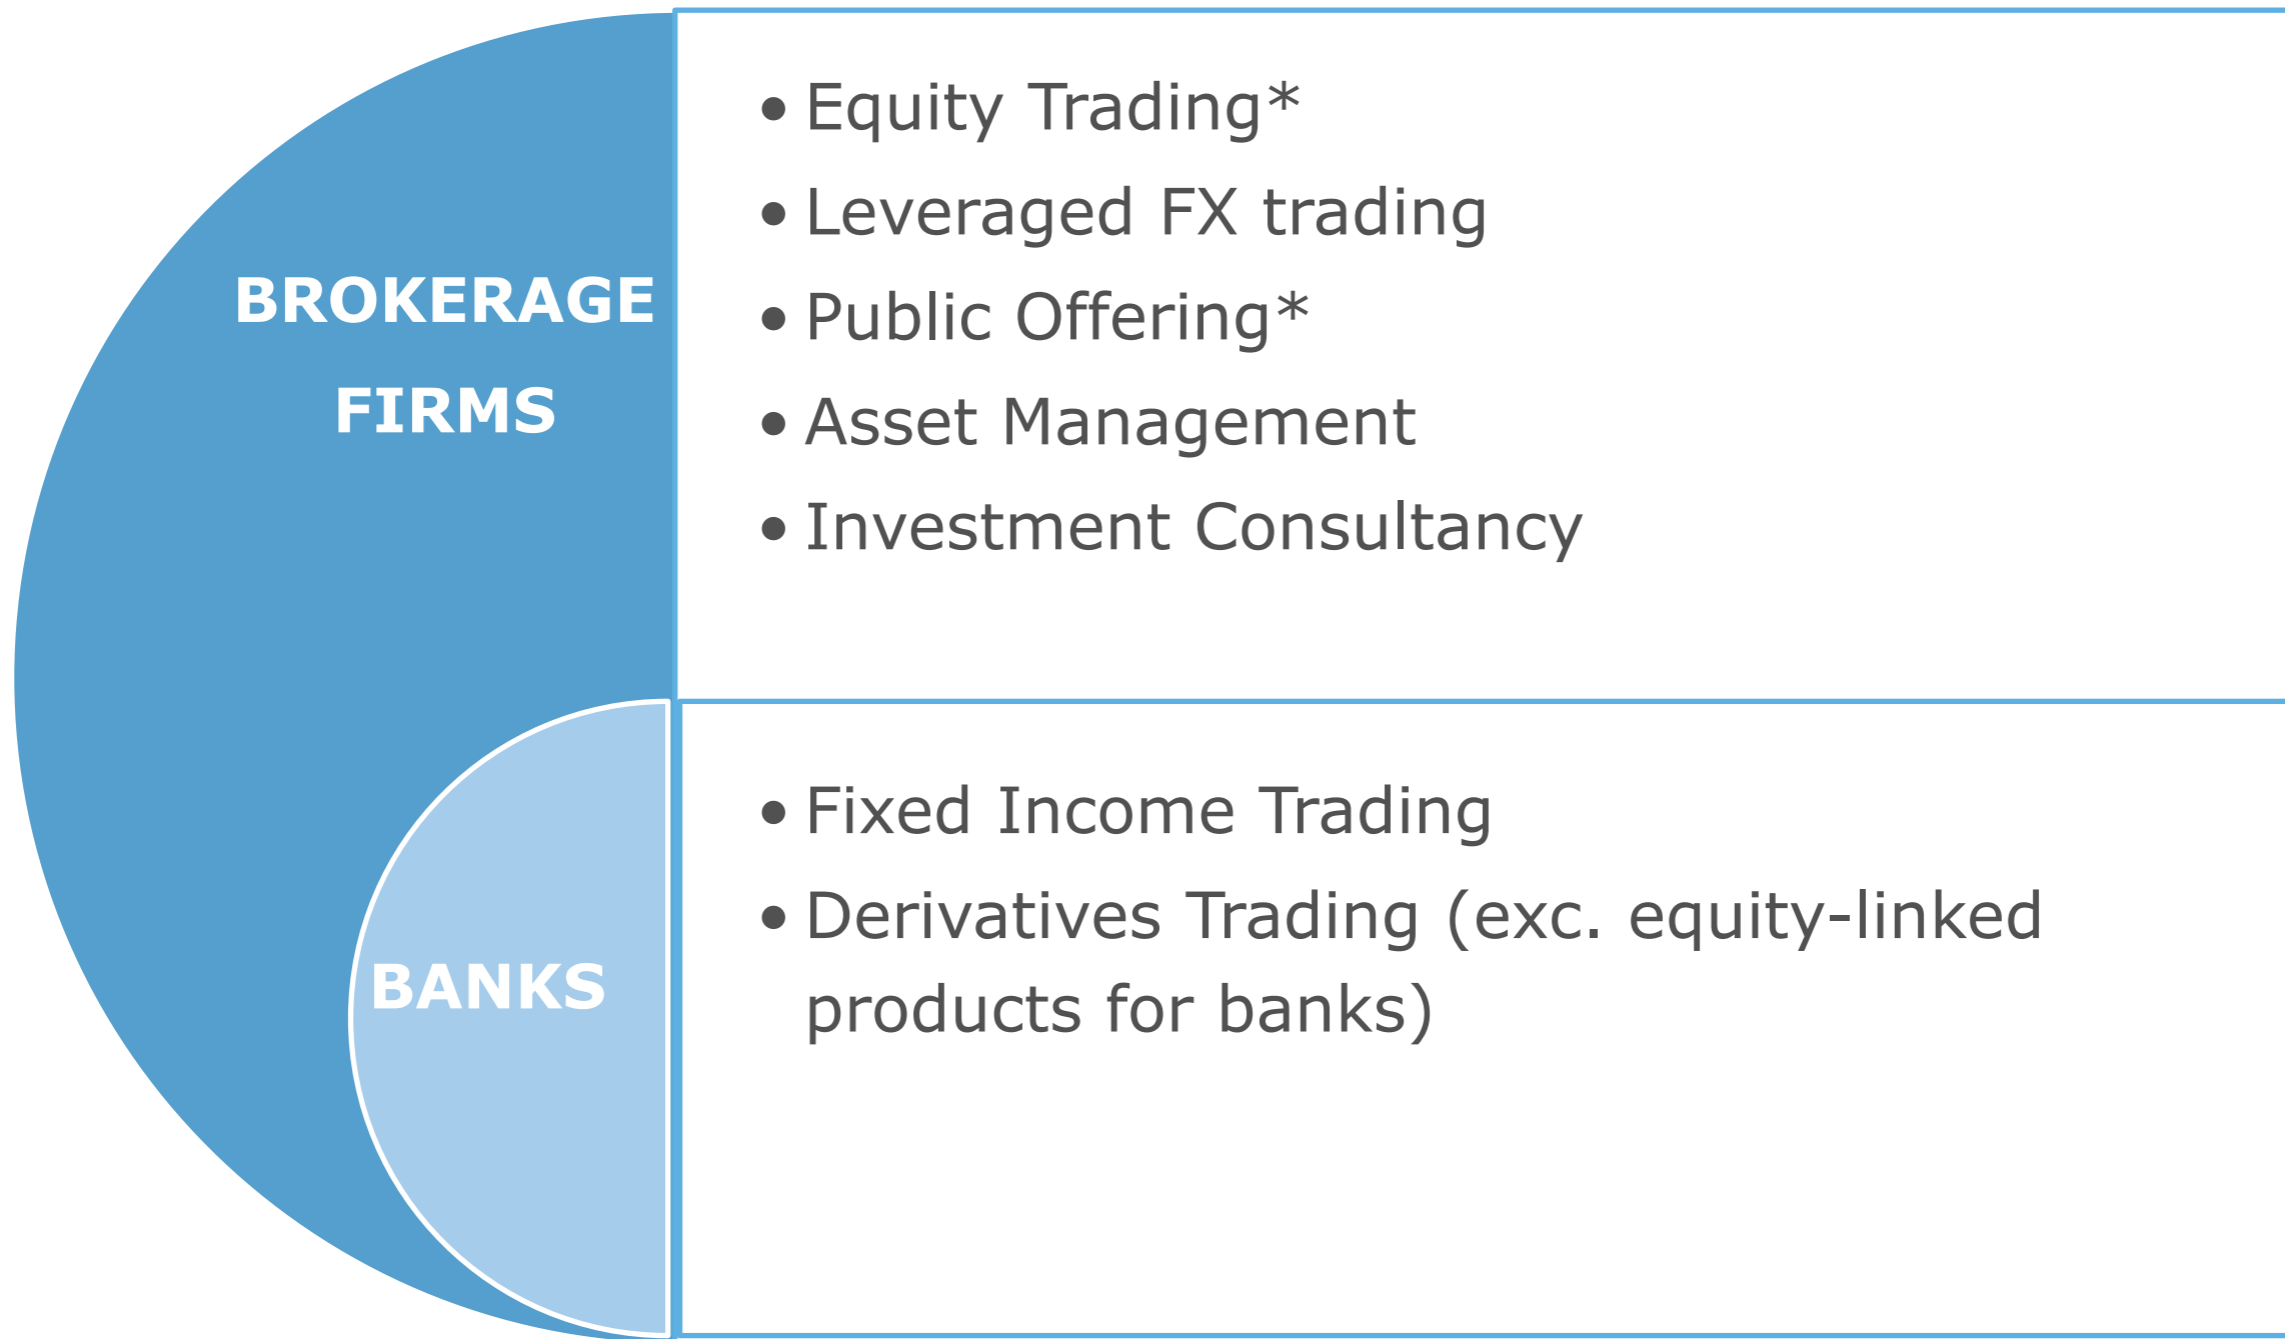 BROKERAGE
FIRMS
• Equity Trading*
• Leveraged FX trading
• Public Offering*
• Asset Management
• Investment Consultancy
BANKS
• Fixed Income Trading
• Derivatives Trading (exc. equity-linked
products for banks)